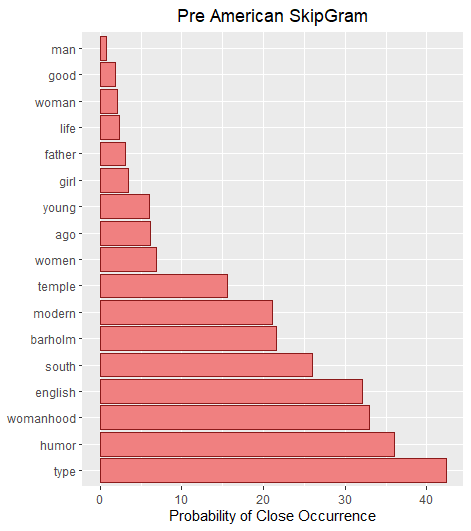 Pre American SkipGram
man
good
woman
life
father
girl
young
ago
women
temple
modern
barholm
south
english
womanhood
humor
type
0 10 20 30 40
Probability of Close Occurrence